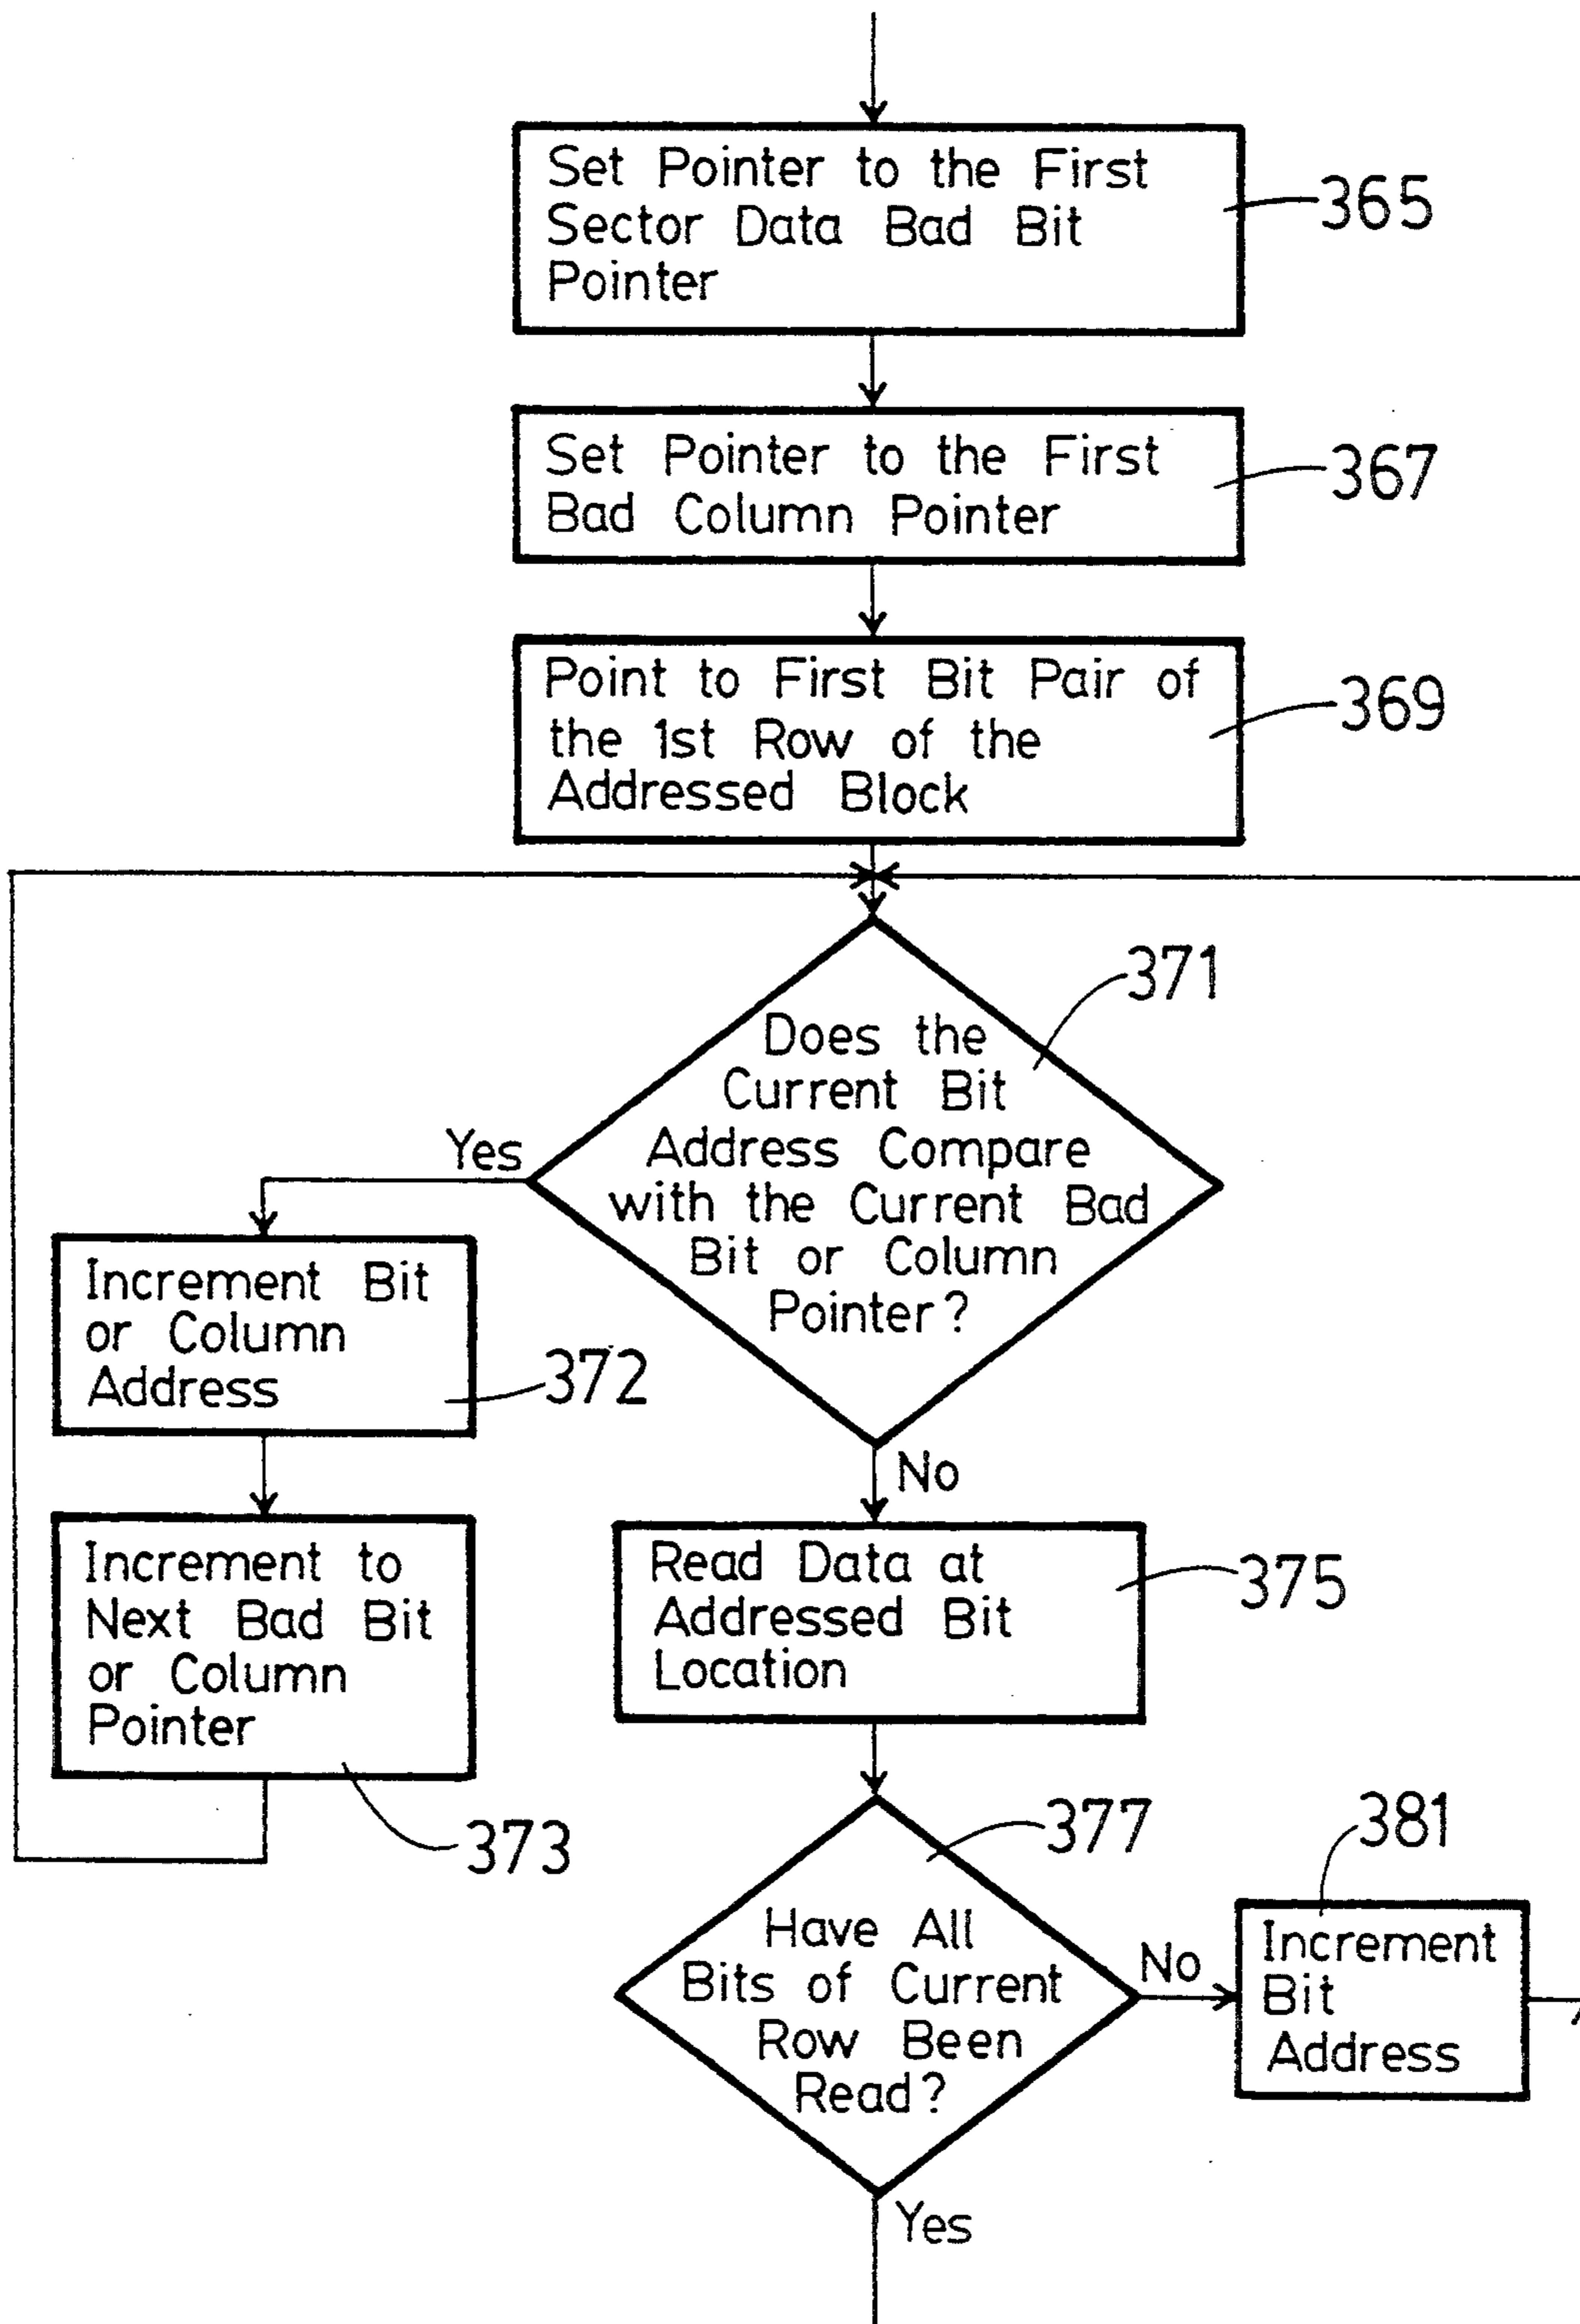 Set Pointer to the First
Sector Data Bad Bit
Pointer
365
Set Pointer to the First
Bad Column Pointer
367
Point to First Bit Pair of
the 1st Row of the
Addressed Block
369
371
Does the
Current Bit
Address Compare
with the Current Bad
Bit or Column
Pointer?
Yes
Increment Bit
or Column
Address
372
No
Increment to
Next Bad Bit
or Column
Pointer
373
Read Data at
Addressed Bit
Location
375
377
Have All
Bits of Current
Row Been
Read?
No
381
Increment
Bit
Address
Yes